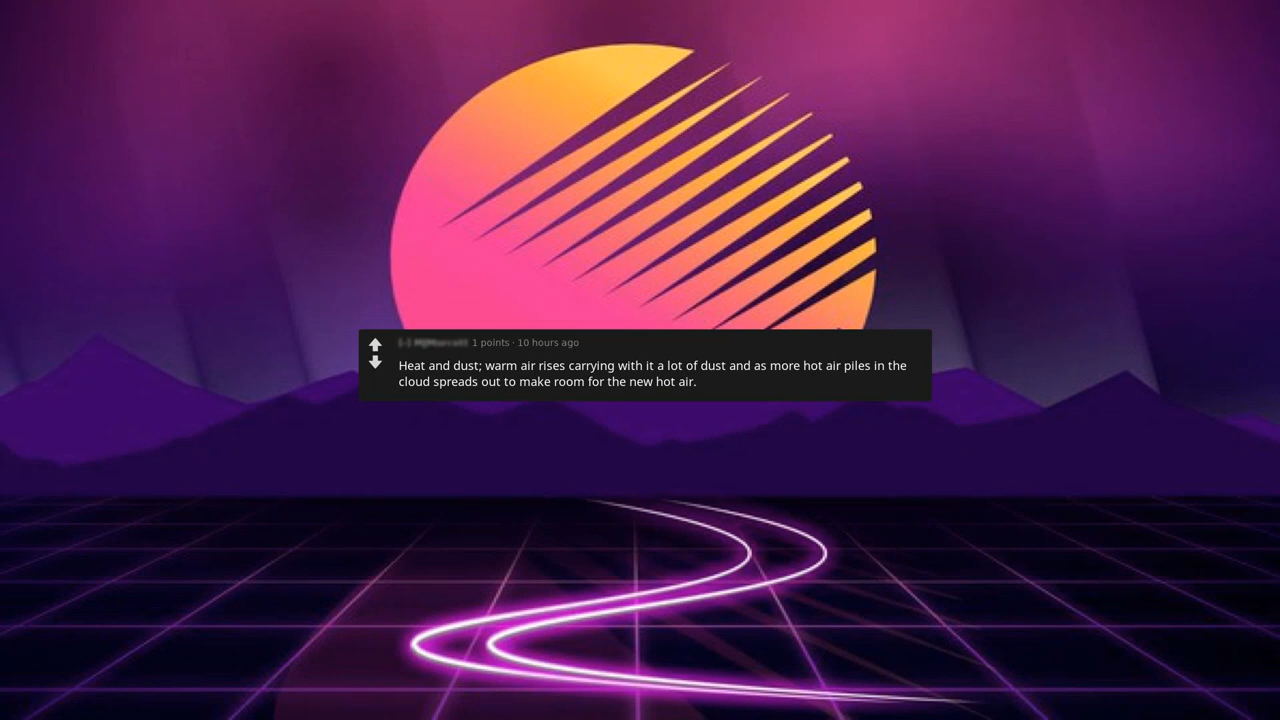 1 points · 10 hours ago
Heat and dust; warm air rises carrying with it a lot of dust and as more hot air piles in the
cloud spreads out to make room for the new hot air.